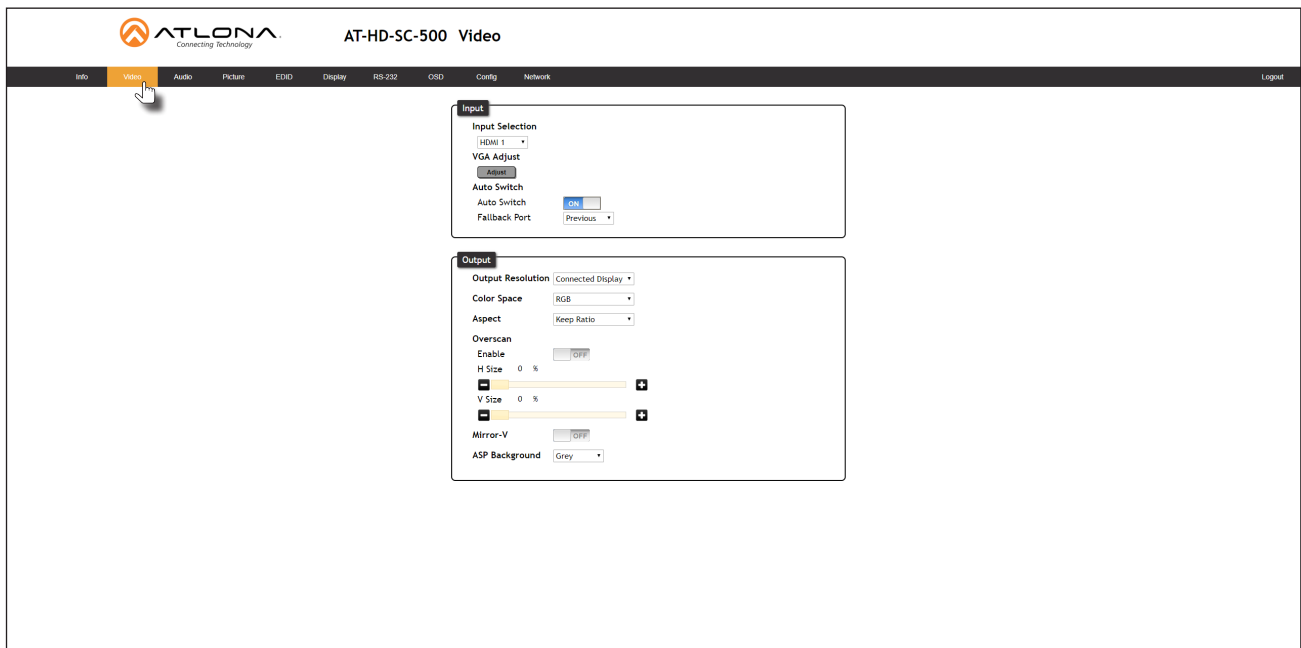 ATLONA.
Connecting Technology
AT-HD-SC-500 Video
Info Video Audio Picture EDID Display RS-232 OSD Config Network Logout
Input
Input Selection
HDMI 1
VGA Adjust
Adjust
Auto Switch
Auto Switch ON
Fallback Port Previous
Output
Output Resolution Connected Display
Color Space RGB
Aspect Keep Ratio
Overscan
Enable OFF
H Size 0 %
V Size 0 %
Mirror-V OFF
ASP Background Grey